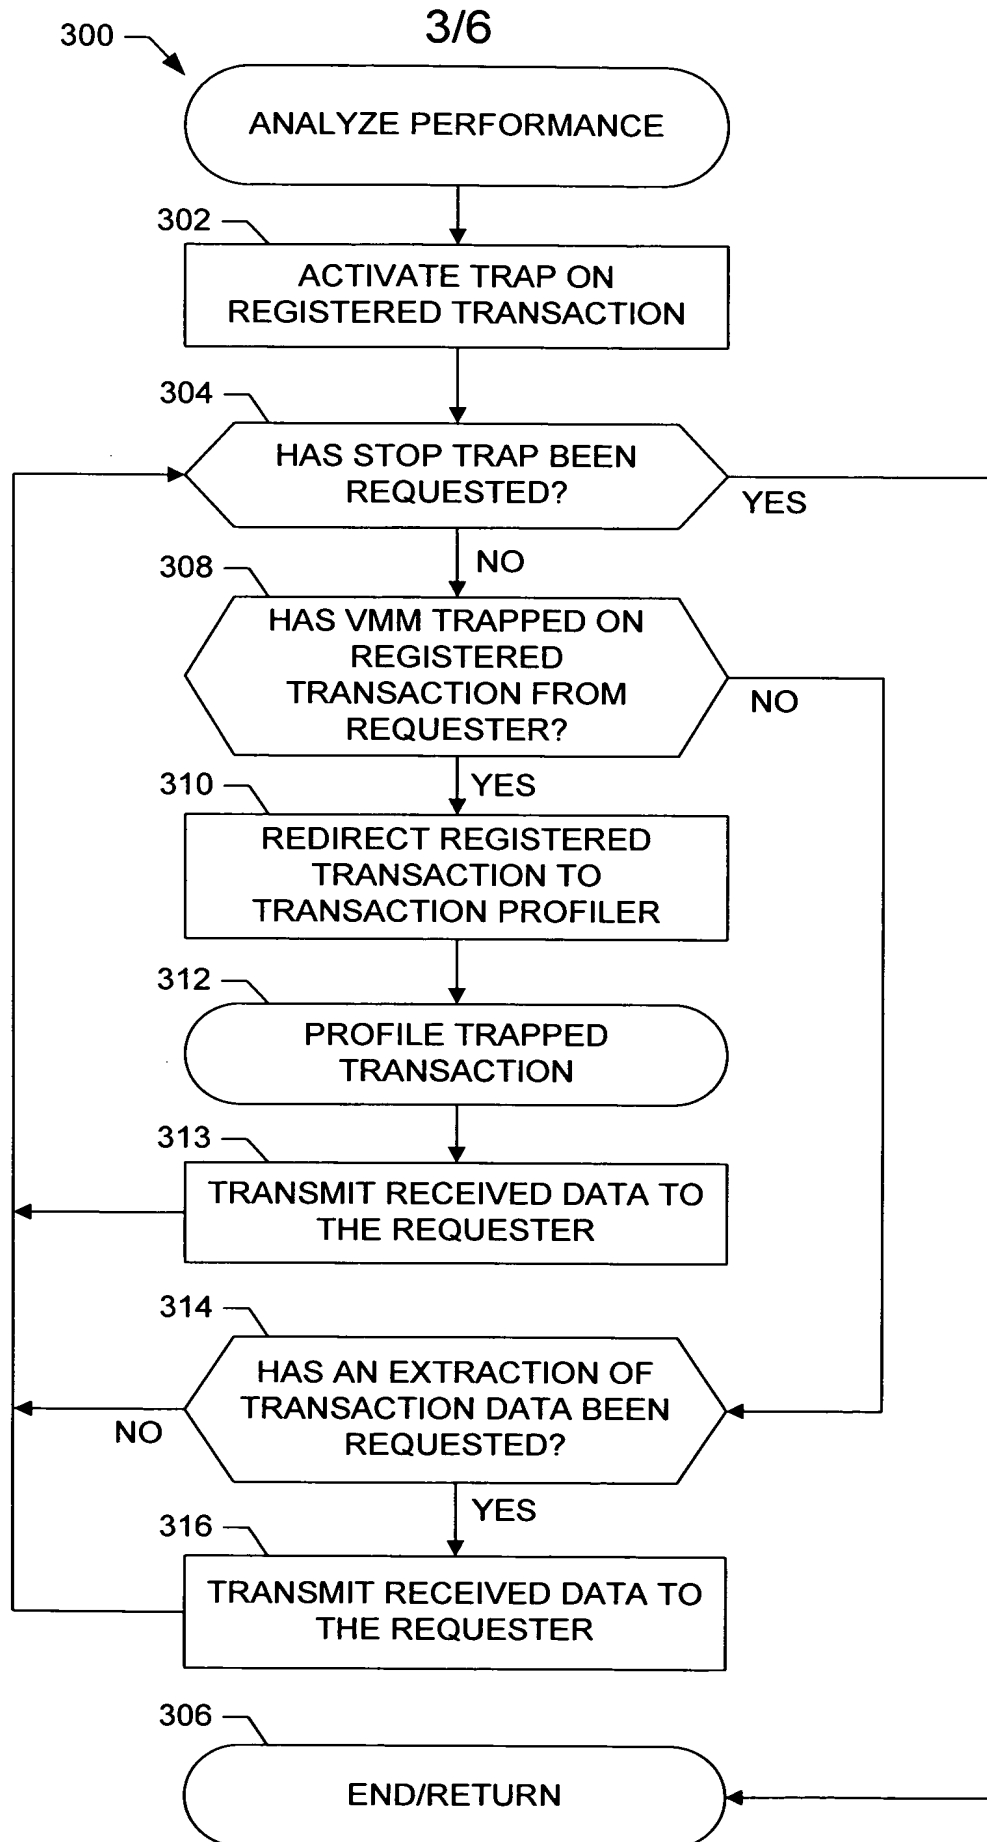 3/6
300
ANALYZE PERFORMANCE
302
ACTIVATE TRAP ON
REGISTERED TRANSACTION
304
HAS STOP TRAP BEEN
REQUESTED?
YES
NO
308
HAS VMM TRAPPED ON
REGISTERED
TRANSACTION FROM
REQUESTER?
NO
YES
310
REDIRECT REGISTERED
TRANSACTION TO
TRANSACTION PROFILER
312
PROFILE TRAPPED
TRANSACTION
313
TRANSMIT RECEIVED DATA TO
THE REQUESTER
314
HAS AN EXTRACTION OF
TRANSACTION DATA BEEN
REQUESTED?
NO
YES
316
TRANSMIT RECEIVED DATA TO
THE REQUESTER
306
END/RETURN